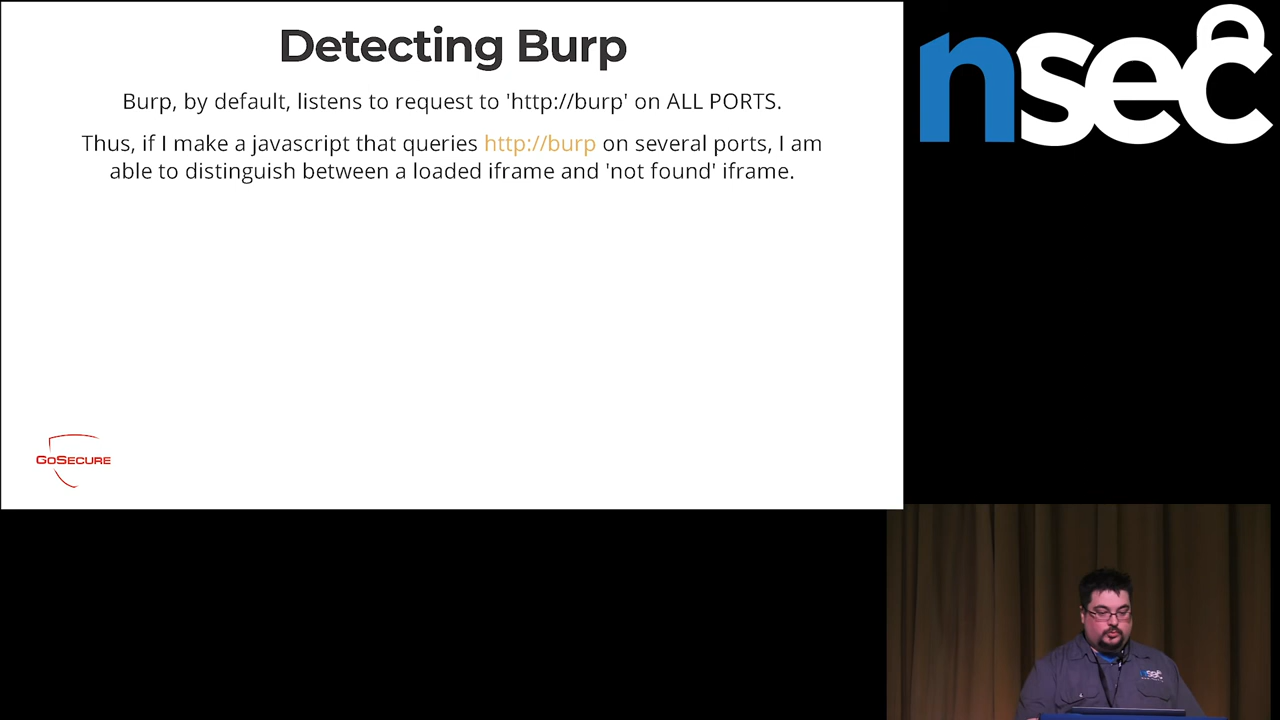 Detecting Burp
Burp, by default, listens to request to 'http://burp' on ALL PORTS.
Thus, if I make a javascript that queries http://burp on several ports, I am
able to distinguish between a loaded iframe and 'not found' iframe.
GoSecure
nsec
nsec